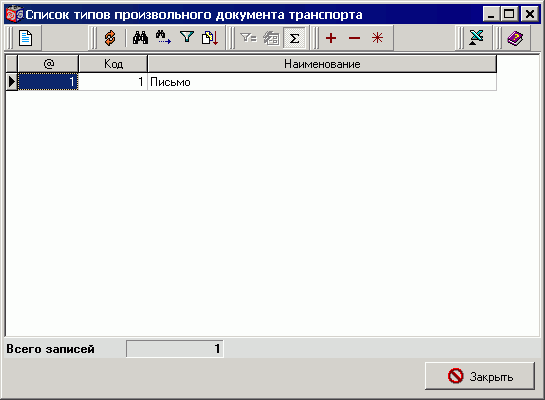 Список типов произвольного документа транспорта
@ Код Наименование
1 1 Письмо
Всего записей 1
Закрыть